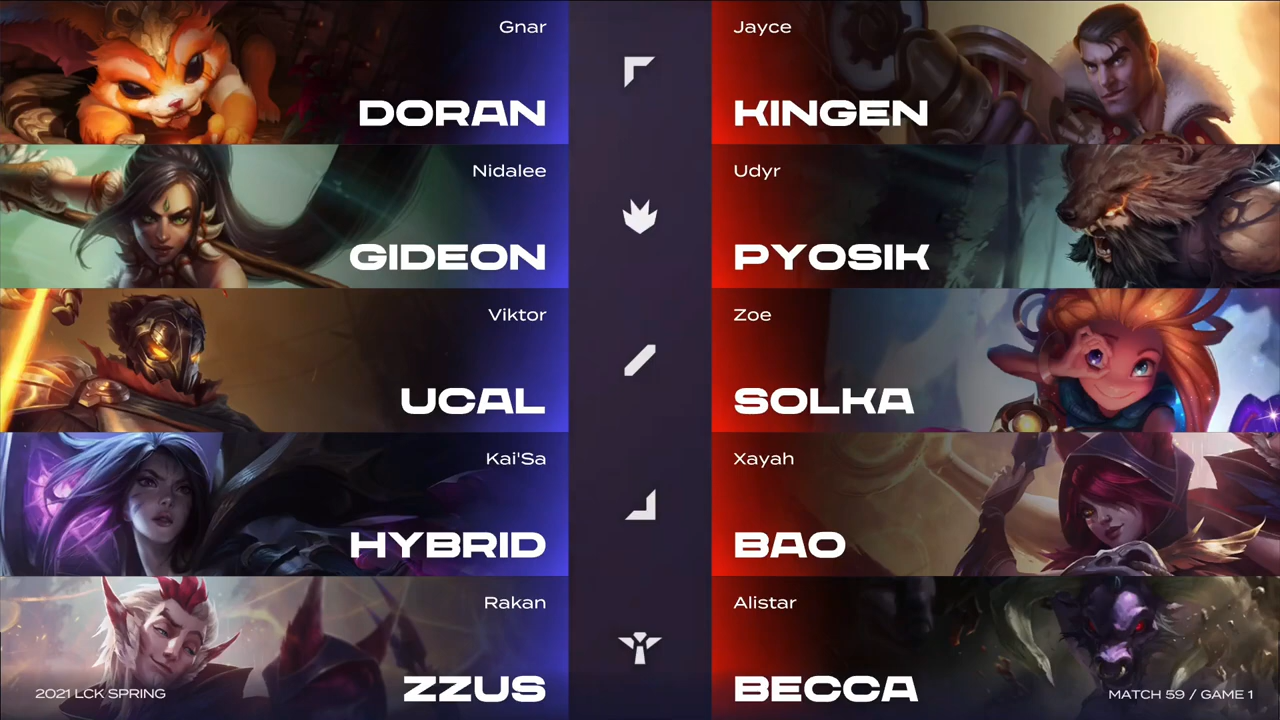 Gnar
DORAN
Jayce
KINGEN
Nidalee
GIDEON
Udyr
PYOSIK
Viktor
UCAL
Zoe
SOLKA
Kai'Sa
HYBRID
Xayah
BAO
Rakan
ZZUS
Alistar
BECCA
2021 LCK SPRING
MATCH 59 / GAME 1